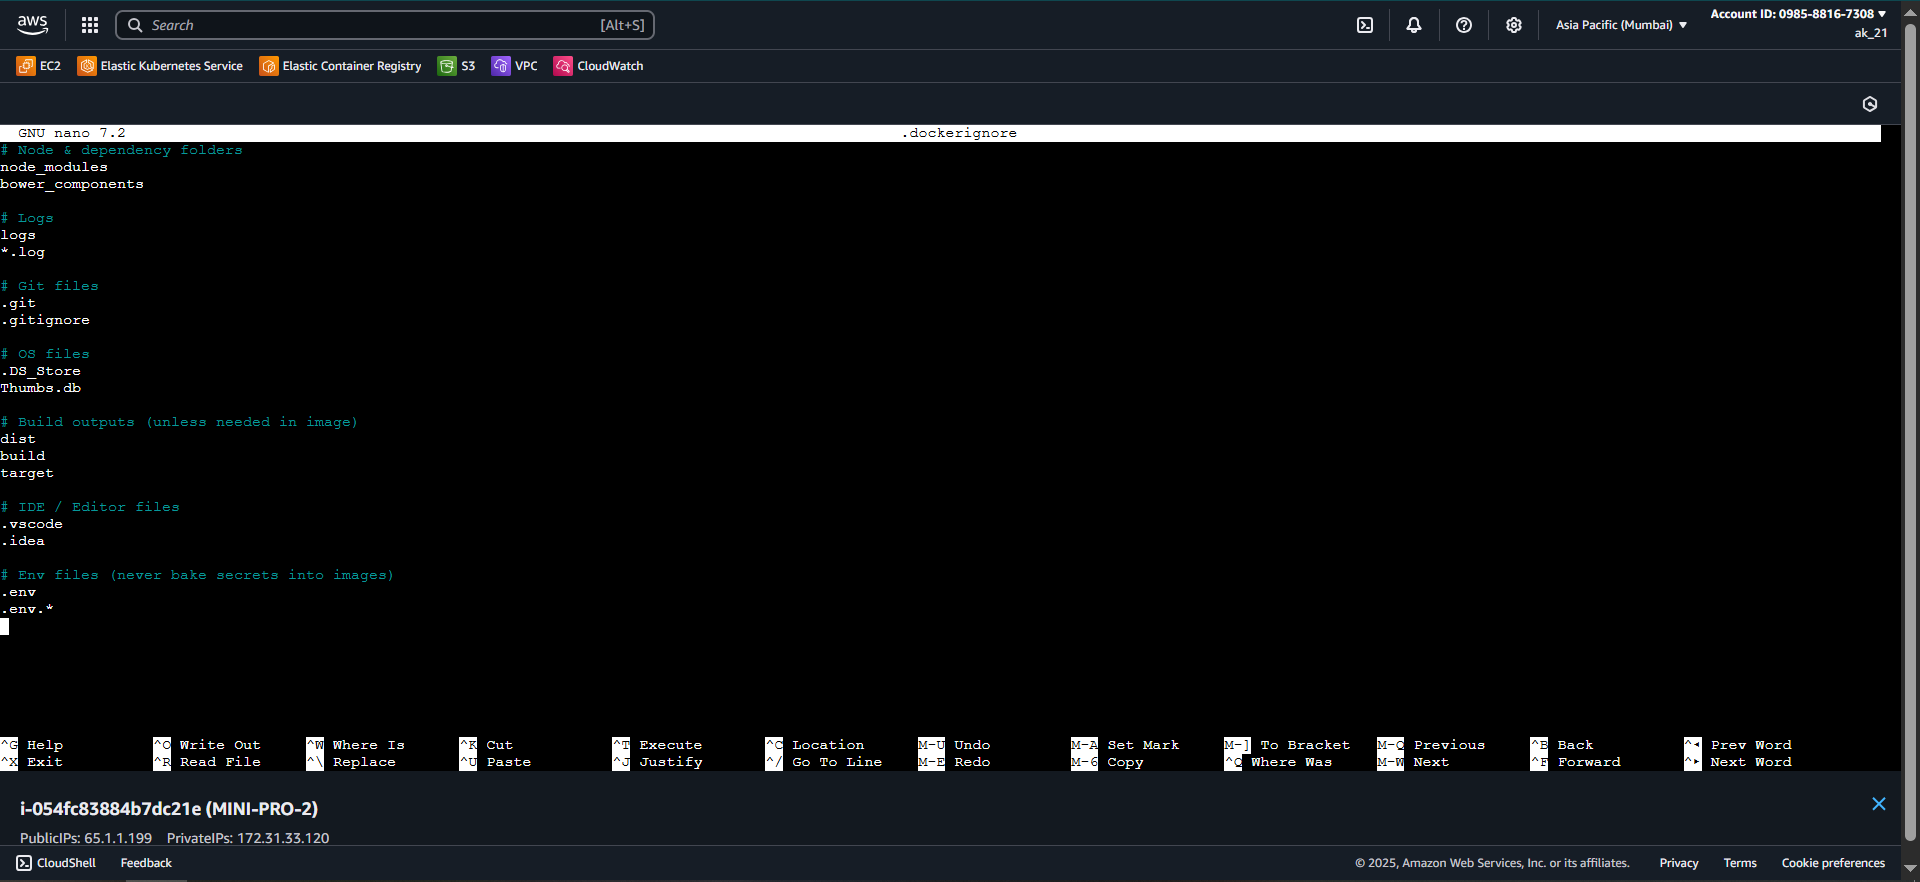 aws
Search [Alt+S]
Asia Pacific (Mumbai)
Account ID: 0985-8816-7308
ak_21
EC2 Elastic Kubernetes Service Elastic Container Registry S3 VPC CloudWatch
GNU nano 7.2 .dockerignore
# Node & dependency folders
node_modules
bower_components
# Logs
logs
*.log
# Git files
.git
.gitignore
# OS files
.DS_Store
Thumbs.db
# Build outputs (unless needed in image)
dist
build
target
# IDE / Editor files
.vscode
.idea
# Env files (never bake secrets into images)
.env
.env.*
^G Help ^O Write Out ^W Where Is ^K Cut ^T Execute ^C Location M-U Undo M-A Set Mark M-] To Bracket M-Q Previous ^B Back ^◂ Prev Word
^X Exit ^R Read File ^\ Replace ^U Paste ^J Justify ^/ Go To Line M-E Redo M-6 Copy ^Q Where Was M-W Next ^F Forward ^▸ Next Word
i-054fc83884b7dc21e (MINI-PRO-2)
PublicIPs: 65.1.1.199 PrivateIPs: 172.31.33.120
CloudShell Feedback © 2025, Amazon Web Services, Inc. or its affiliates. Privacy Terms Cookie preferences